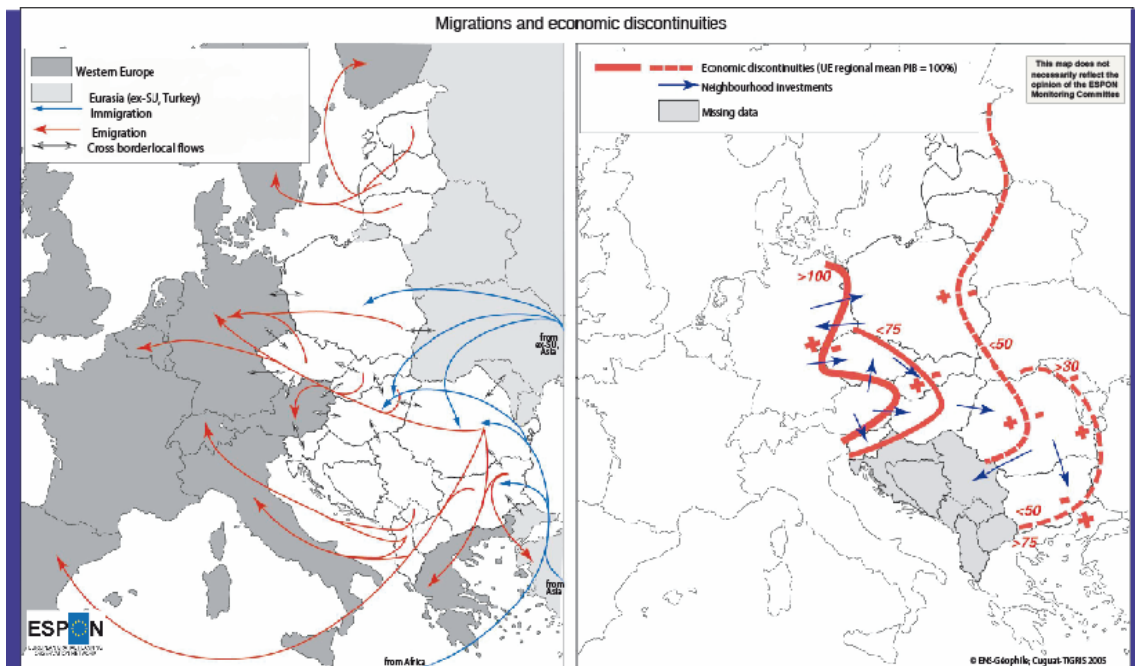 Migrations and economic discontinuities
Western Europe
Eurasia (ex-SU, Turkey)
Immigration
Emigration
Cross borderlocal flows
from
ex-SU,
Asia
from
Asia
from Africa
ESPON
Economic discontinuities (UE regional mean PIB = 100%)
Neighbourhood Investments
Missing data
This map does not
necessarily reflect the
opinion of the ESPON
Monitoring Committee
>100
<75
<50
>30
<50
>75
© ENS-Géophile, Cuguat-TIGRIS 2005